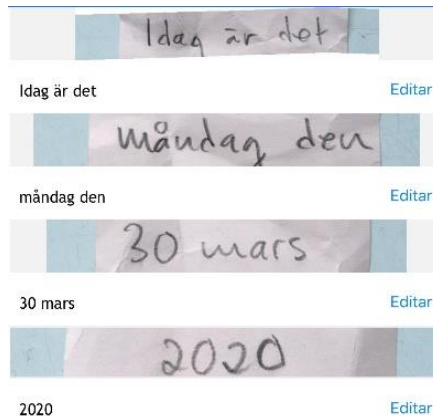 Idag är det
Idag är det
Editar
måndag den
måndag den
Editar
30 mars
30 mars
Editar
2020
2020
Editar